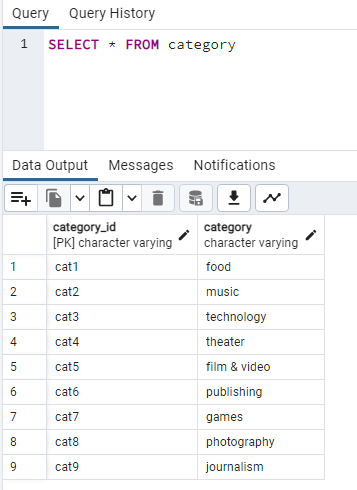 Query Query History
1 SELECT * FROM category
Data Output Messages Notifications
category_id category
[PK] character varying character varying
1 cat1 food
2 cat2 music
3 cat3 technology
4 cat4 theater
5 cat5 film & video
6 cat6 publishing
7 cat7 games
8 cat8 photography
9 cat9 journalism